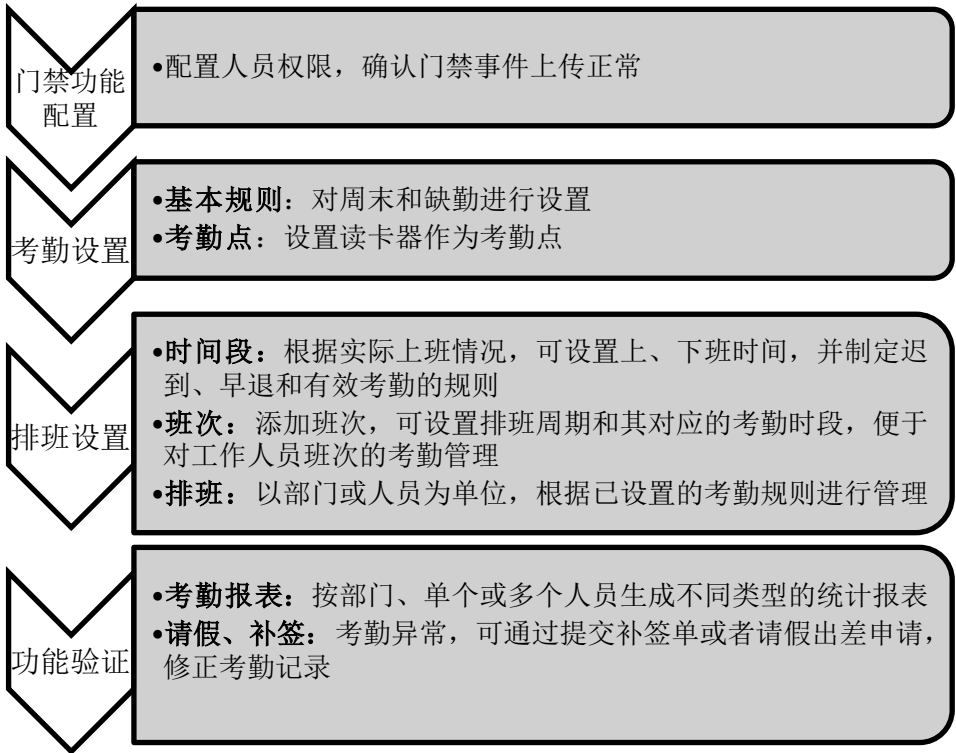 门禁功能
配置
•配置人员权限，确认门禁事件上传正常
考勤设置
•基本规则：对周末和缺勤进行设置
•考勤点：设置读卡器作为考勤点
排班设置
•时间段：根据实际上班情况，可设置上、下班时间，并制定迟
到、早退和有效考勤的规则
•班次：添加班次，可设置排班周期和其对应的考勤时段，便于
对工作人员班次的考勤管理
•排班：以部门或人员为单位，根据已设置的考勤规则进行管理
功能验证
•考勤报表：按部门、单个或多个人员生成不同类型的统计报表
•请假、补签：考勤异常，可通过提交补签单或者请假出差申请，
修正考勤记录